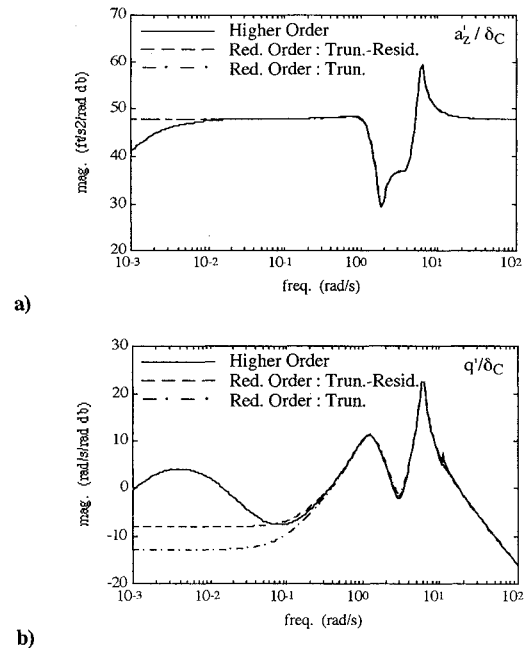 a'z / δC
Higher Order
Red. Order : Trun.-Resid.
Red. Order : Trun.
mag. (ft/s2/rad db)
70
60
50
40
30
20
10-3 10-2 10-1 100 101 102
freq. (rad/s)
a)
q'/δC
Higher Order
Red. Order : Trun.-Resid.
Red. Order : Trun.
mag. (rad/s/rad db)
30
20
10
0
-10
-20
10-3 10-2 10-1 100 101 102
freq. (rad/s)
b)